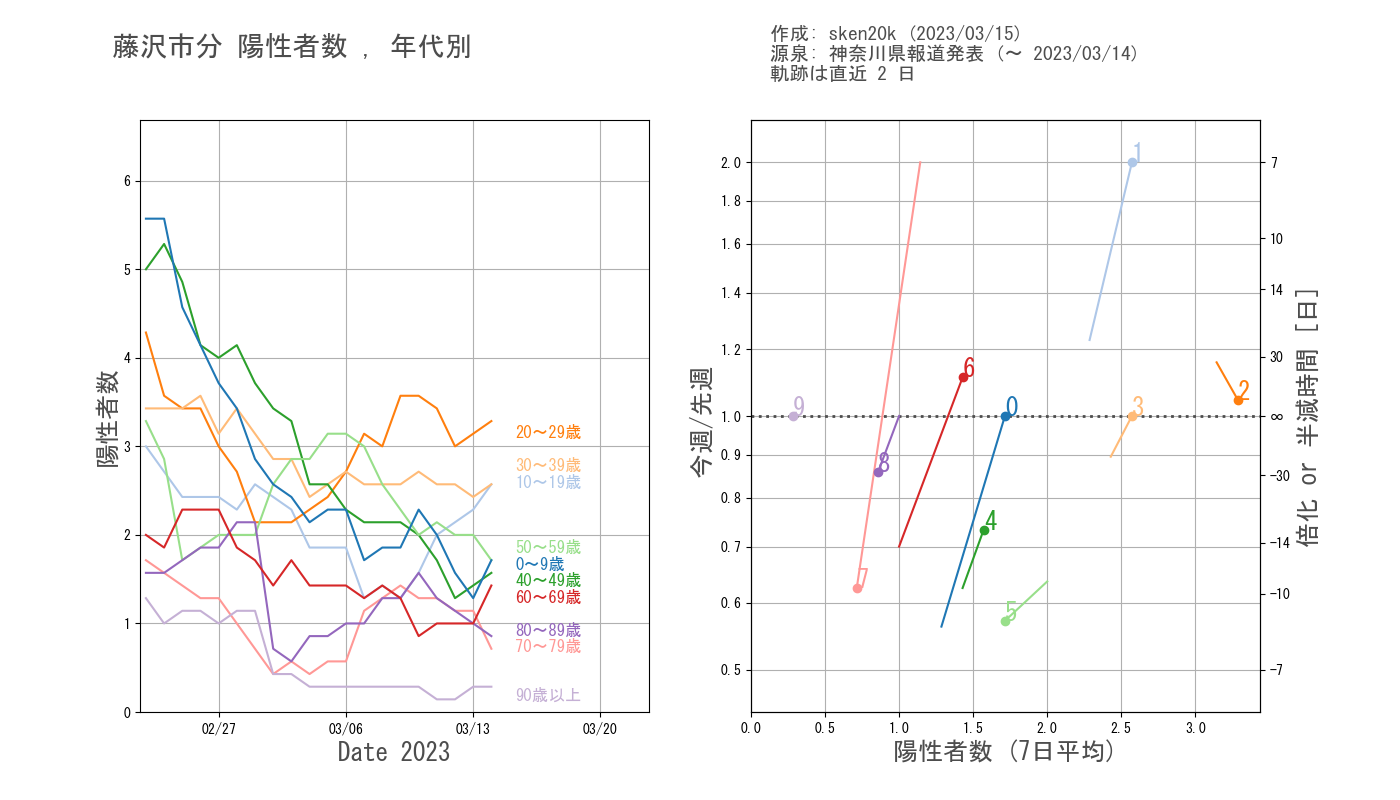 藤沢市分 陽性者数 , 年代別
作成: sken20k (2023/03/15)
源泉: 神奈川県報道発表 (～ 2023/03/14)
軌跡は直近 2 日
陽性者数
6
5
4
3
2
1
0
02/27
03/06
03/13
03/20
Date 2023
20～29歳
30～39歳
10～19歳
50～59歳
0～9歳
40～49歳
60～69歳
80～89歳
70～79歳
90歳以上
今週/先週
2.0
1.8
1.6
1.4
1.2
1.0
0.9
0.8
0.7
0.6
0.5
0.0
0.5
1.0
1.5
2.0
2.5
3.0
陽性者数 (7日平均)
1
6
2
9
0
3
8
4
7
5
7
10
14
30
∞
-30
-14
-10
-7
倍化 or 半減時間 [日]